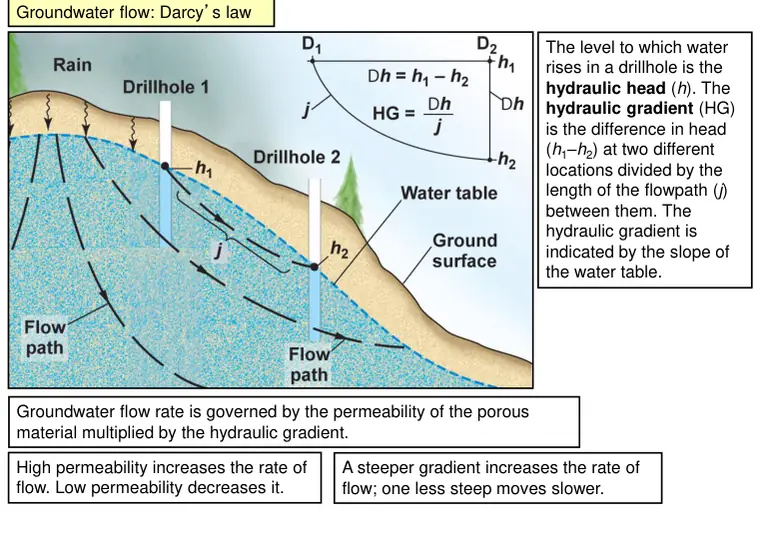 Groundwater flow: Darcy’s law
Rain
Drillhole 1
D1
D2
h1
Dh = h1 – h2
j
HG = Dh
j
Dh
h2
h1
Drillhole 2
Water table
j
h2
Ground
surface
Flow
path
Flow
path
The level to which water
rises in a drillhole is the
hydraulic head (h). The
hydraulic gradient (HG)
is the difference in head
(h1–h2) at two different
locations divided by the
length of the flowpath (j)
between them. The
hydraulic gradient is
indicated by the slope of
the water table.
Groundwater flow rate is governed by the permeability of the porous
material multiplied by the hydraulic gradient.
High permeability increases the rate of
flow. Low permeability decreases it.
A steeper gradient increases the rate of
flow; one less steep moves slower.